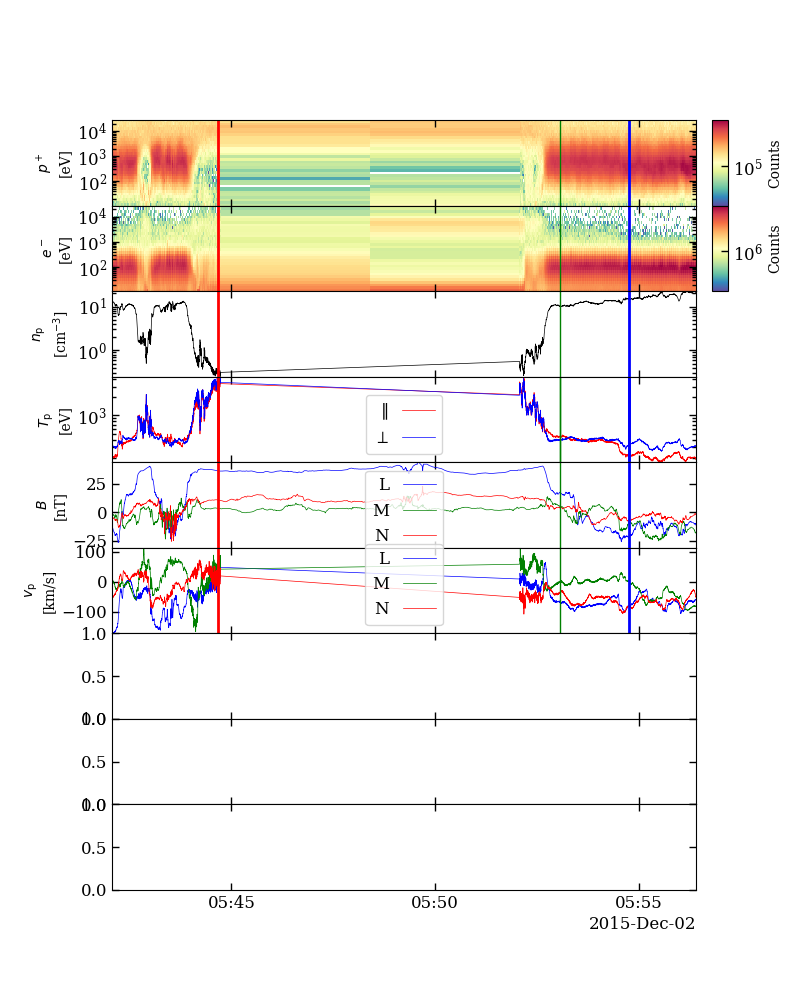 10^4
10^3
10^2
p^+
[eV]
10^5
Counts
10^4
10^3
10^2
e^-
[eV]
10^6
Counts
10^1
10^0
n_p
[cm^{-3}]
10^3
T_p
[eV]
∥
⊥
25
0
−25
B
[nT]
L
M
N
100
0
−100
v_p
[km/s]
L
M
N
1.0
0.5
0.0
1.0
0.5
0.0
1.0
0.5
0.0
05:45
05:50
05:55
2015-Dec-02